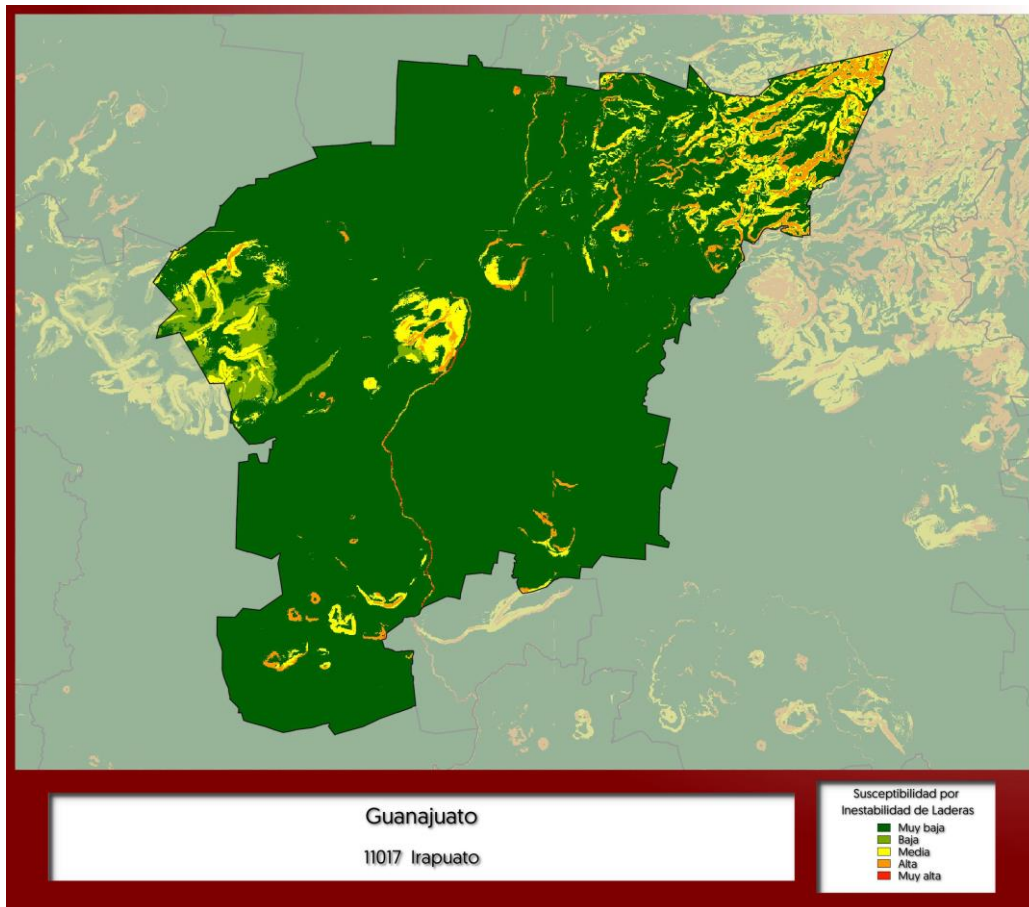 Guanajuato
11017 Irapuato
Susceptibilidad por
Inestabilidad de Laderas
Muy baja
Baja
Media
Alta
Muy alta